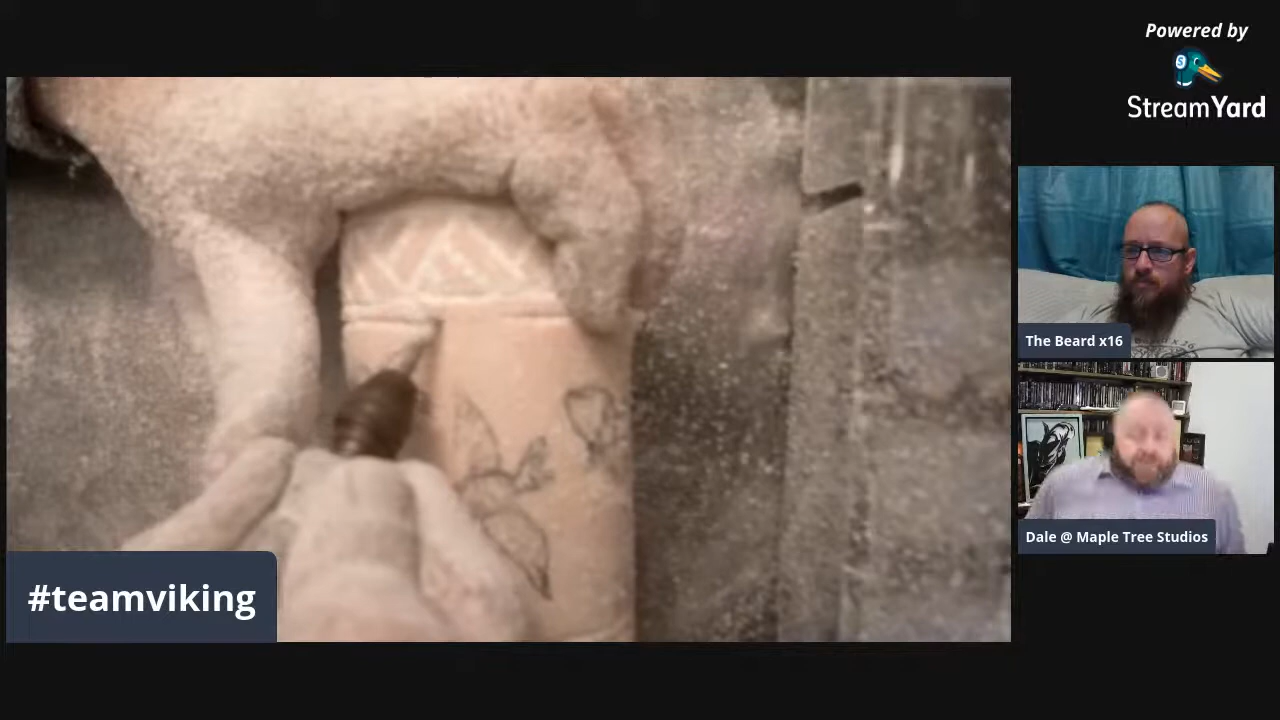 Powered by
StreamYard
The Beard x16
Dale @ Maple Tree Studios
#teamviking